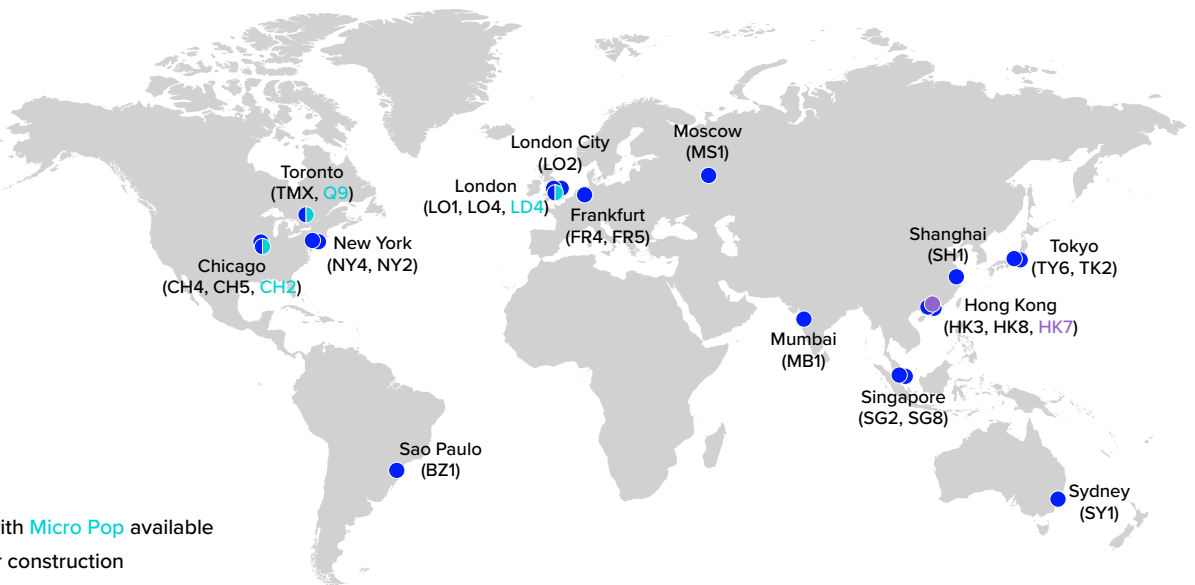 Moscow
(MS1)
London City
(LO2)
Toronto
(TMX, Q9)
London
(LO1, LO4, LD4)
Frankfurt
(FR4, FR5)
New York
(NY4, NY2)
Chicago
(CH4, CH5, CH2)
Shanghai
(SH1)
Tokyo
(TY6, TK2)
Hong Kong
(HK3, HK8, HK7)
Mumbai
(MB1)
Singapore
(SG2, SG8)
Sao Paulo
(BZ1)
Sydney
(SY1)
Micro Pop available
construction